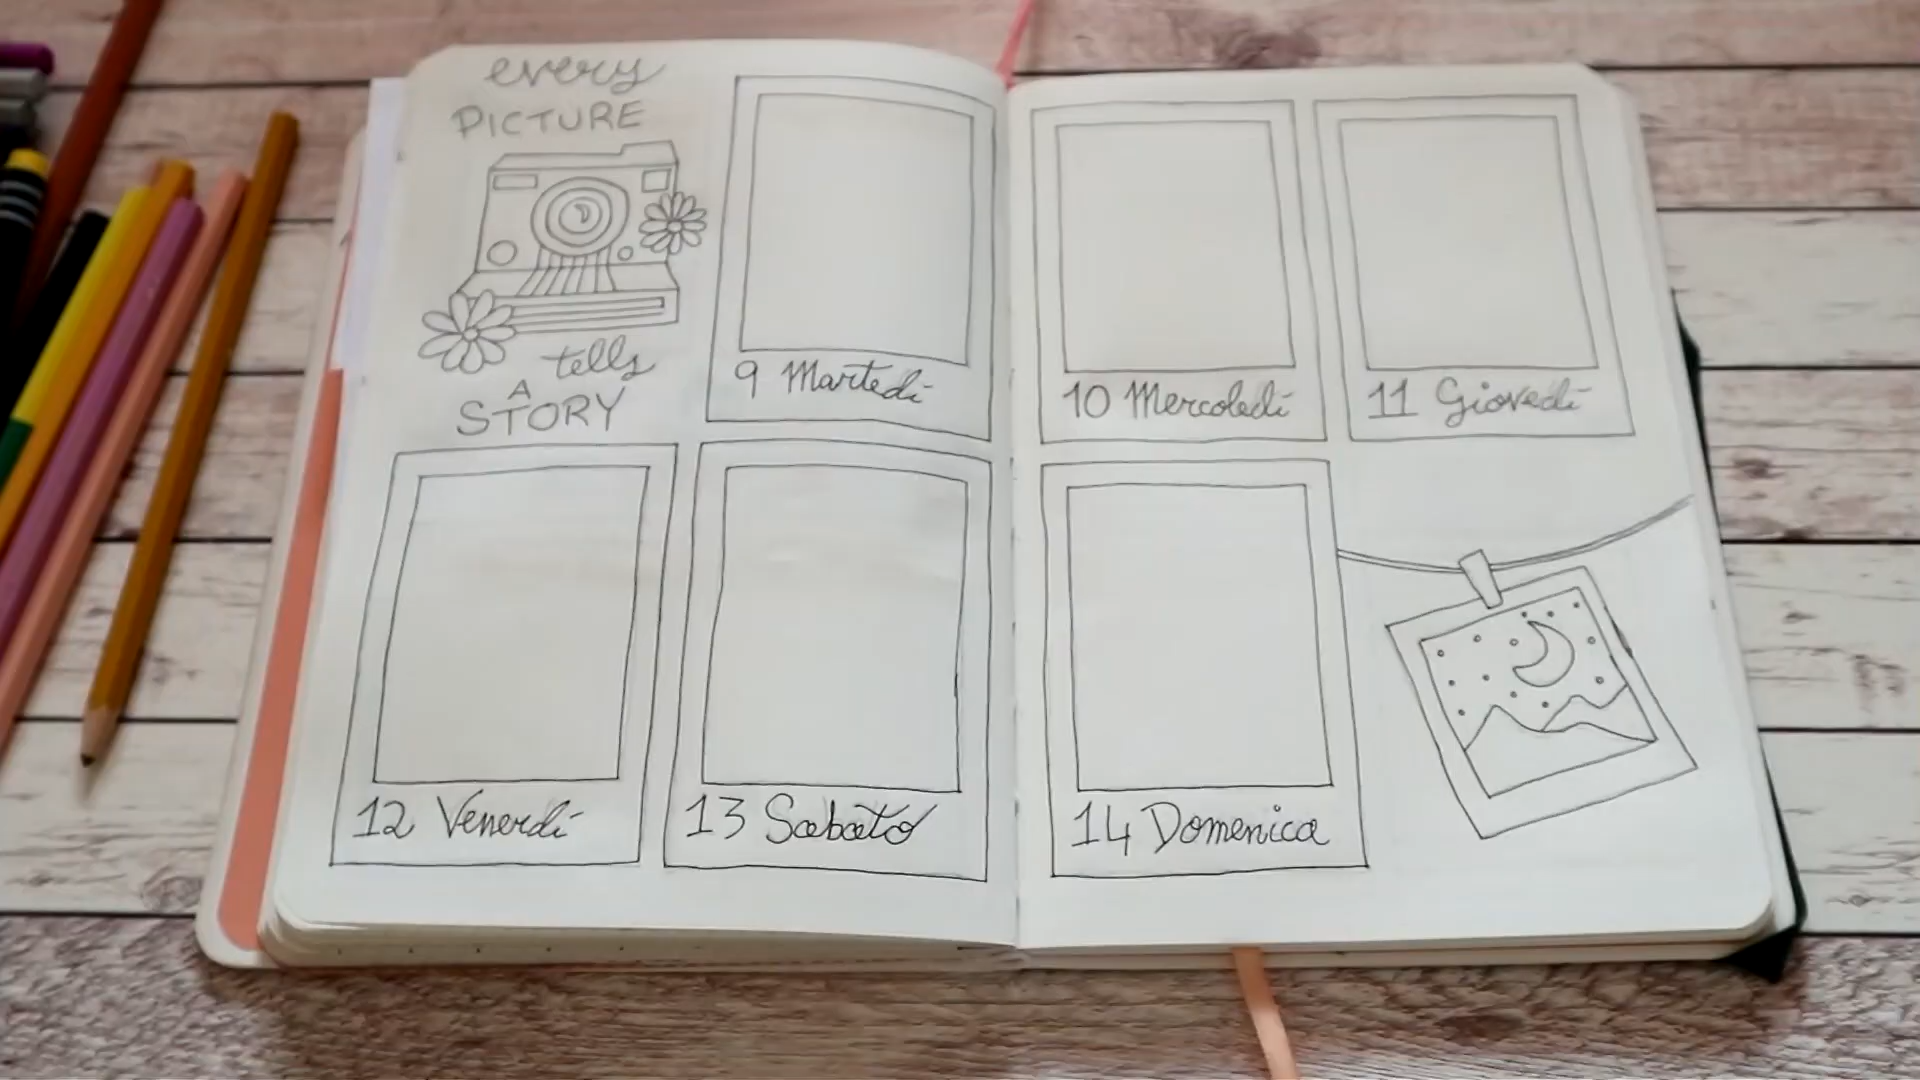 every
PICTURE
tells
A
STORY
9 Martedì
10 Mercoledì
11 Giovedì
12 Venerdì
13 Sabato
14 Domenica